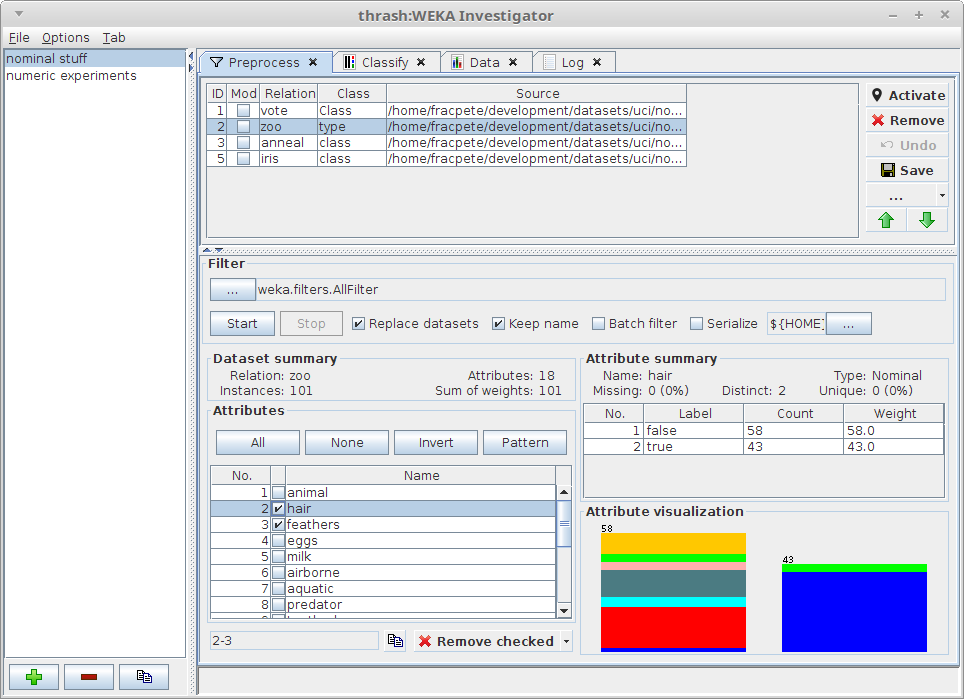 thrash:WEKA Investigator
File Options Tab
nominal stuff
numeric experiments
Preprocess Classify Data Log
ID Mod Relation Class Source
1 vote Class /home/fracpete/development/datasets/uci/no...
2 zoo type /home/fracpete/development/datasets/uci/no...
3 anneal class /home/fracpete/development/datasets/uci/no...
5 iris class /home/fracpete/development/datasets/uci/no...
Activate
Remove
Undo
Save
...
Filter
... weka.filters.AllFilter
Start Stop Replace datasets Keep name Batch filter Serialize ${HOME} ...
Dataset summary
Relation: zoo Attributes: 18
Instances: 101 Sum of weights: 101
Attributes
All None Invert Pattern
No. Name
1 animal
2 hair
3 feathers
4 eggs
5 milk
6 airborne
7 aquatic
8 predator
2-3 Remove checked
Attribute summary
Name: hair Type: Nominal
Missing: 0 (0%) Distinct: 2 Unique: 0 (0%)
No. Label Count Weight
1 false 58 58.0
2 true 43 43.0
Attribute visualization
58
43